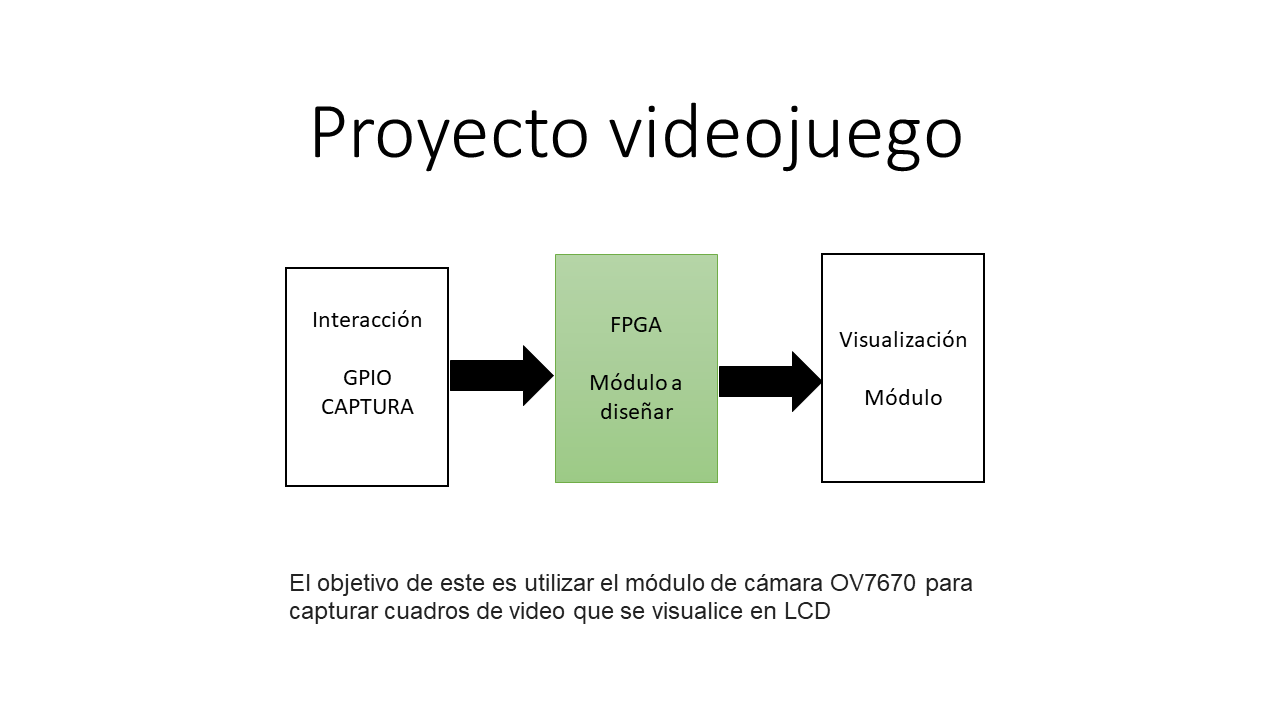 Proyecto videojuego
Interacción
GPIO
CAPTURA
FPGA
Módulo a
diseñar
Visualización
Módulo
El objetivo de este es utilizar el módulo de cámara OV7670 para
capturar cuadros de video que se visualice en LCD